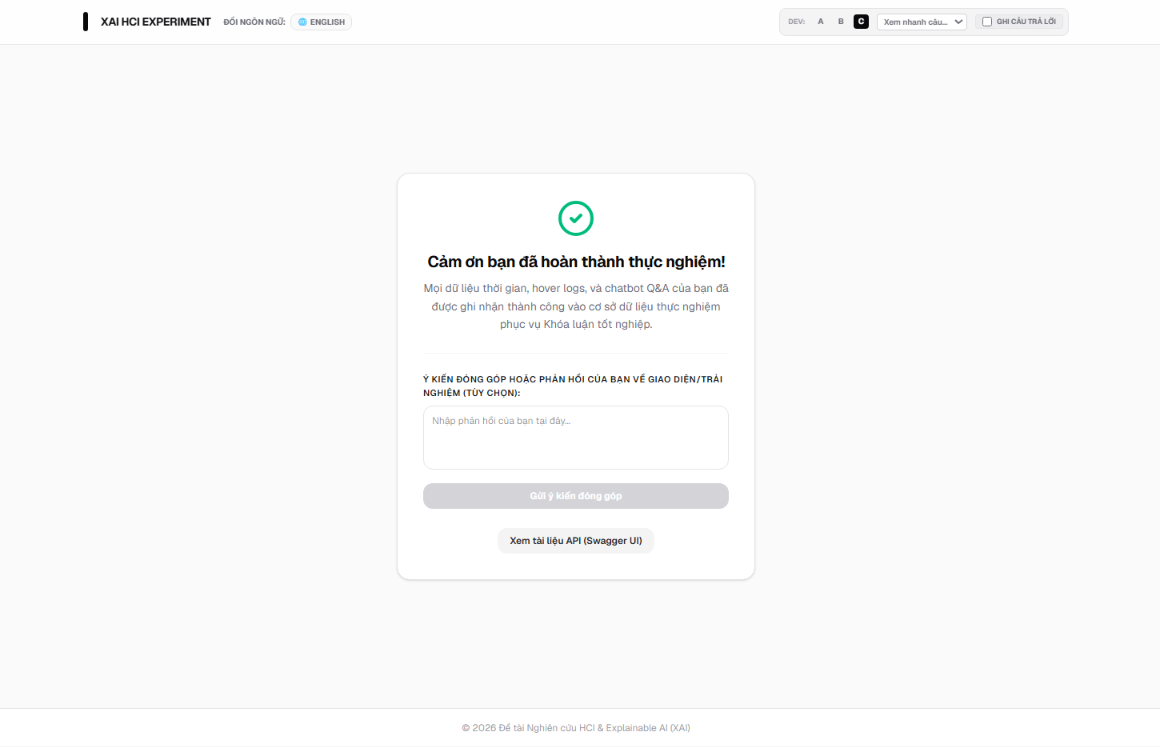 XAI HCI EXPERIMENT ĐỔI NGÔN NGỮ: 🌐 ENGLISH DEV: A B C Xem nhanh câu... GHI CÂU TRẢ LỜI
Cảm ơn bạn đã hoàn thành thực nghiệm!
Mọi dữ liệu thời gian, hover logs, và chatbot Q&A của bạn đã
được ghi nhận thành công vào cơ sở dữ liệu thực nghiệm
phục vụ Khóa luận tốt nghiệp.
Ý KIẾN ĐÓNG GÓP HOẶC PHẢN HỒI CỦA BẠN VỀ GIAO DIỆN/TRẢI
NGHIỆM (TÙY CHỌN):
Nhập phản hồi của bạn tại đây...
Gửi ý kiến đóng góp
Xem tài liệu API (Swagger UI)
© 2026 Đề tài Nghiên cứu HCI & Explainable AI (XAI)